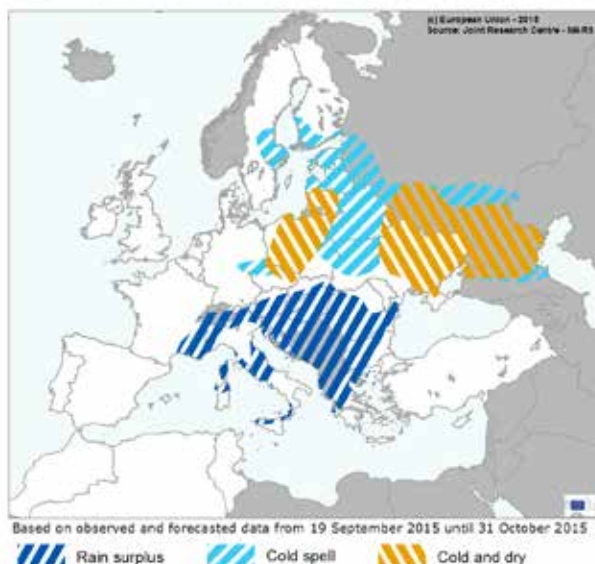 (c) European Union - 2015
Source: Joint Research Centre - MARS
Based on observed and forecasted data from 19 September 2015 until 31 October 2015
Rain surplus
Cold spell
Cold and dry